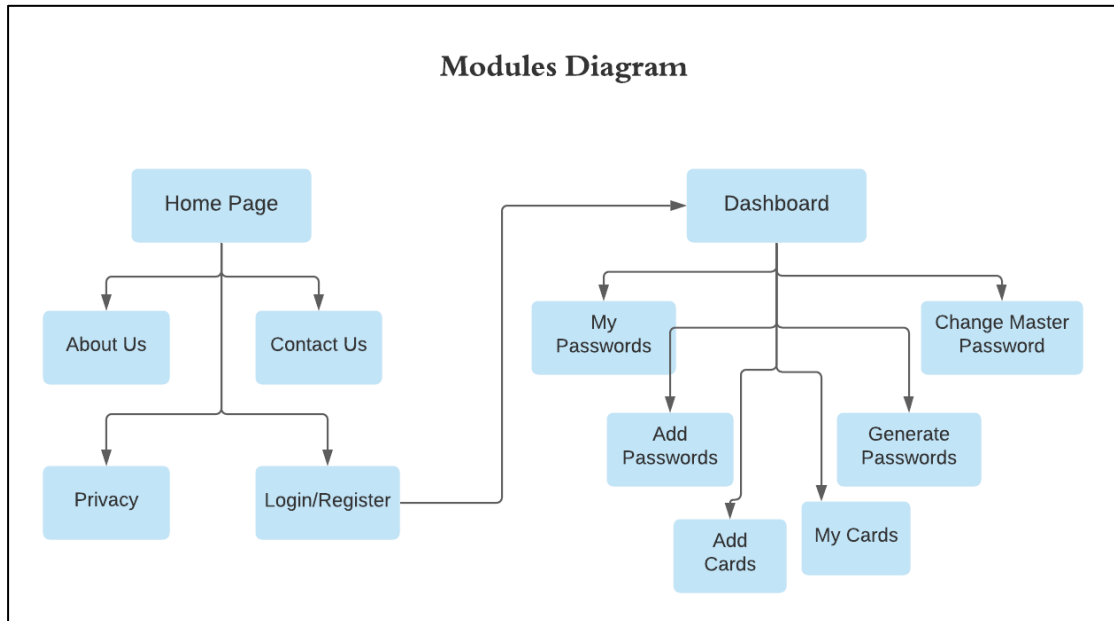 Modules Diagram
Home Page
Dashboard
About Us
Contact Us
My
Passwords
Change Master
Password
Privacy
Login/Register
Add
Passwords
Generate
Passwords
Add
Cards
My Cards